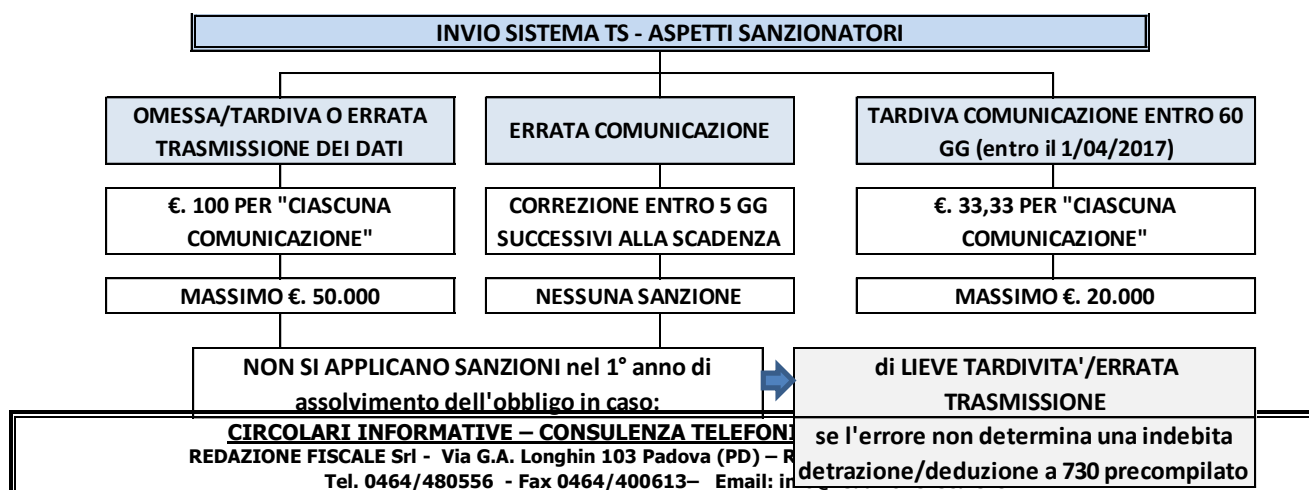 INVIO SISTEMA TS - ASPETTI SANZIONATORI
OMESSA/TARDIVA O ERRATA
TRASMISSIONE DEI DATI
€. 100 PER "CIASCUNA
COMUNICAZIONE"
MASSIMO €. 50.000
ERRATA COMUNICAZIONE
CORREZIONE ENTRO 5 GG
SUCCESSIVI ALLA SCADENZA
NESSUNA SANZIONE
TARDIVA COMUNICAZIONE ENTRO 60
GG (entro il 1/04/2017)
€. 33,33 PER "CIASCUNA
COMUNICAZIONE"
MASSIMO €. 20.000
NON SI APPLICANO SANZIONI nel 1° anno di
assolvimento dell'obbligo in caso:
di LIEVE TARDIVITA'/ERRATA
TRASMISSIONE
se l'errore non determina una indebita
detrazione/deduzione a 730 precompilato
CIRCOLARI INFORMATIVE – CONSULENZA
REDAZIONE FISCALE Srl - Via G.A. Longhin 103 Padova (PD) –
Tel. 0464/480556 - Fax 0464/400613– Email: